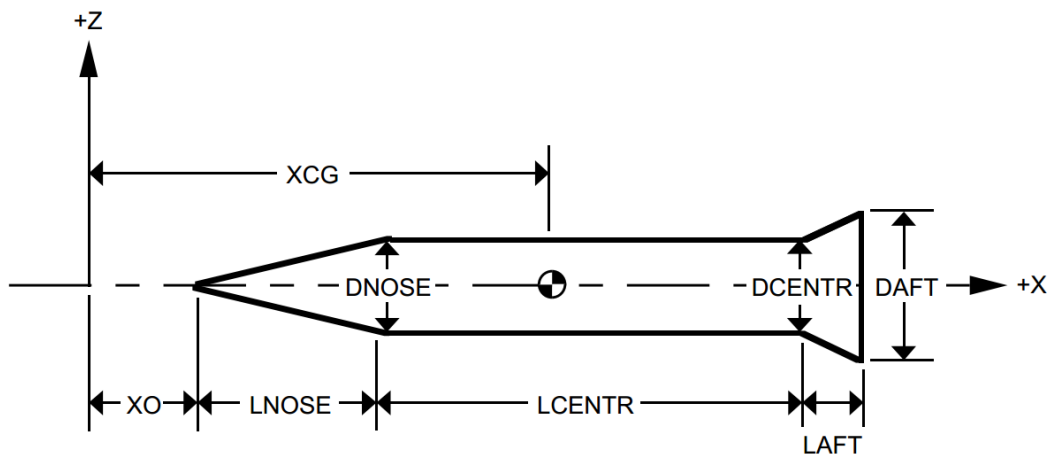 +Z
XCG
DNOSE
DCENTR
DAFT
+X
XO
LNOSE
LCENTR
LAFT